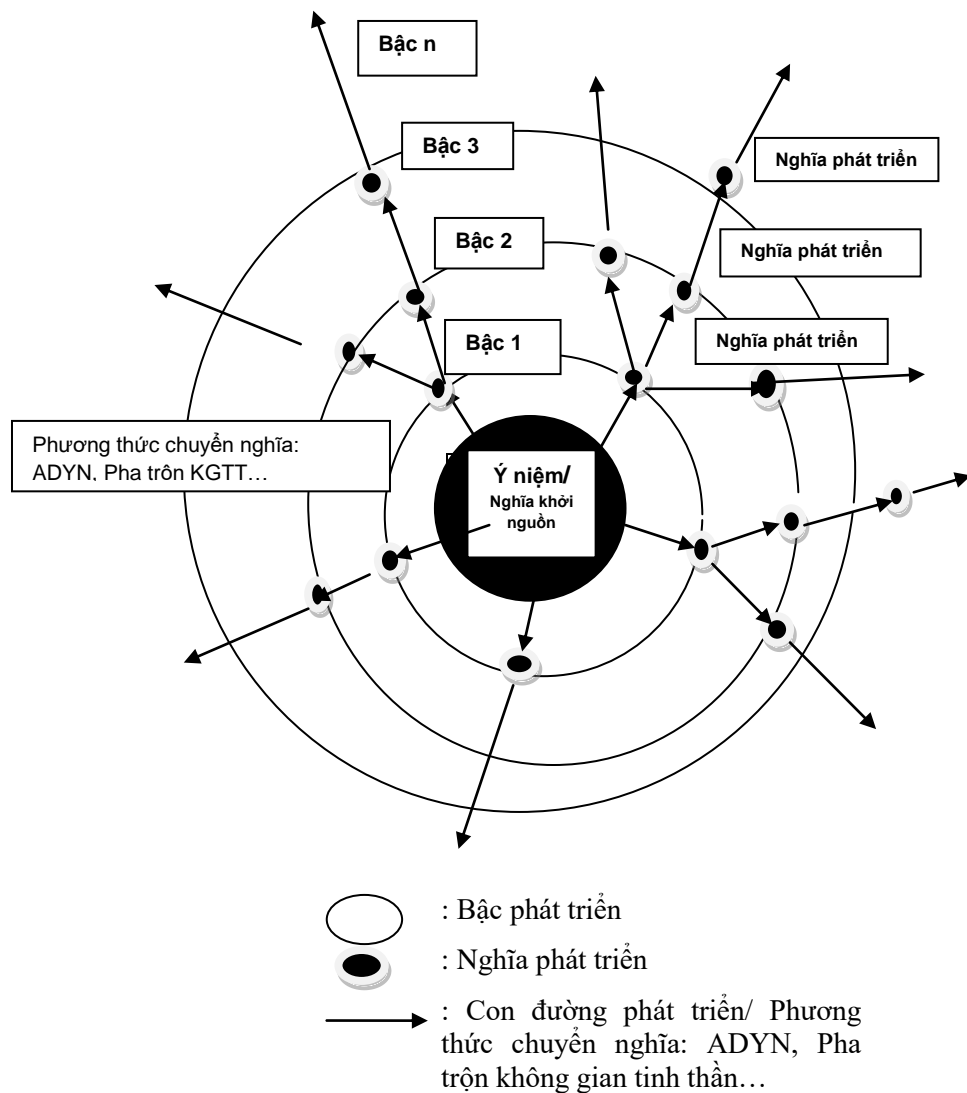 Bậc n
Bậc 3
Nghĩa phát triển
Bậc 2
Nghĩa phát triển
Bậc 1
Nghĩa phát triển
Phương thức chuyển nghĩa:
ADYN, Pha trôn KGTT…
Ý niệm/
Nghĩa khởi
nguồn
: Bậc phát triển
: Nghĩa phát triển
: Con đường phát triển/ Phương
thức chuyển nghĩa: ADYN, Pha
trộn không gian tinh thần…